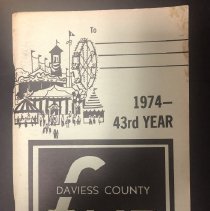 To
1974—
43rd YEAR
DAVIESS COUNTY